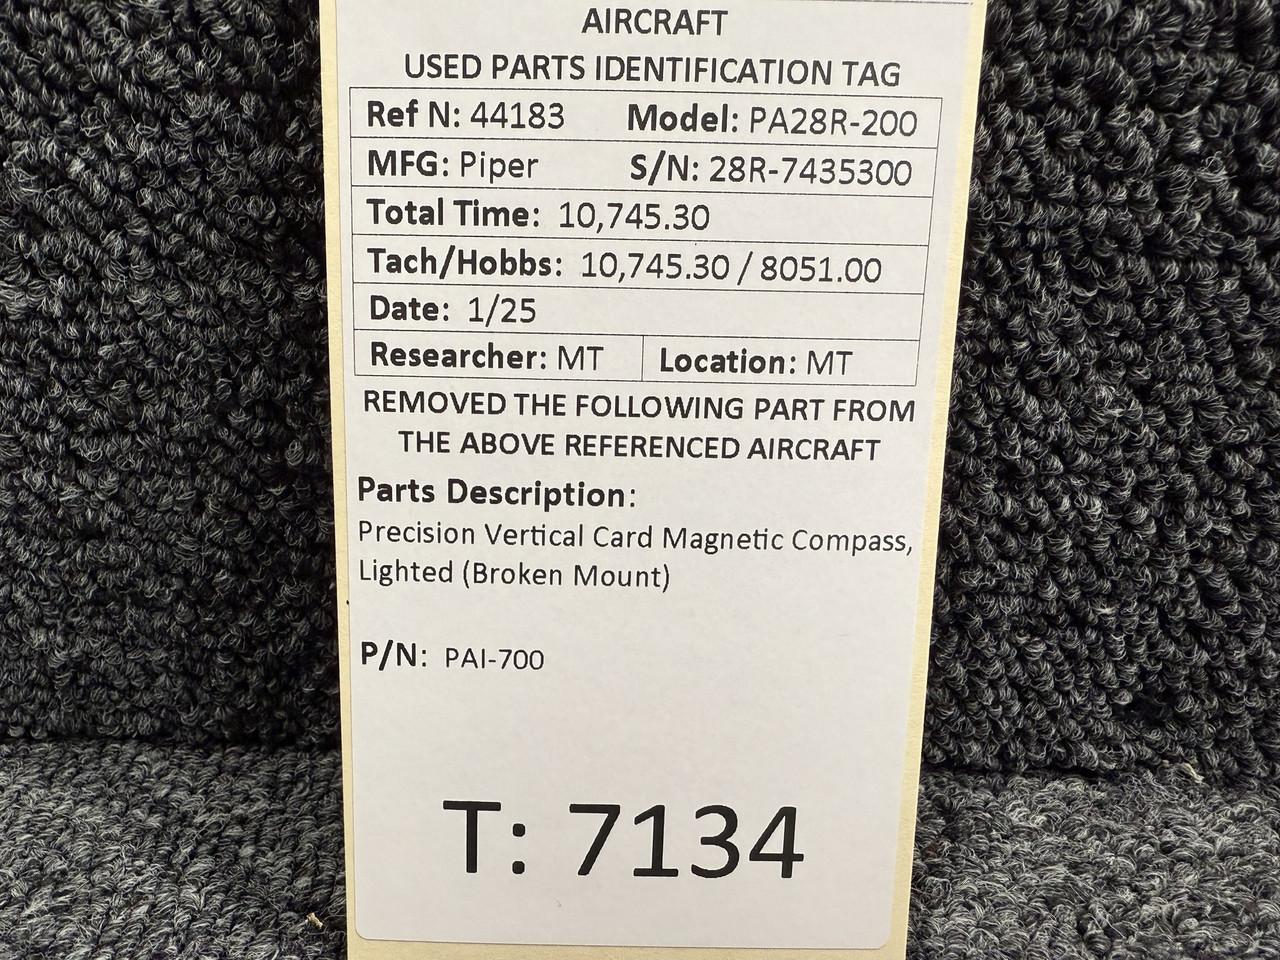 AIRCRAFT
USED PARTS IDENTIFICATION TAG
Ref N: 44183 Model: PA28R-200
MFG: Piper S/N: 28R-7435300
Total Time: 10,745.30
Tach/Hobbs: 10,745.30 / 8051.00
Date: 1/25
Researcher: MT Location: MT
REMOVED THE FOLLOWING PART FROM
THE ABOVE REFERENCED AIRCRAFT
Parts Description:
Precision Vertical Card Magnetic Compass,
Lighted (Broken Mount)
P/N: PAI-700
T: 7134